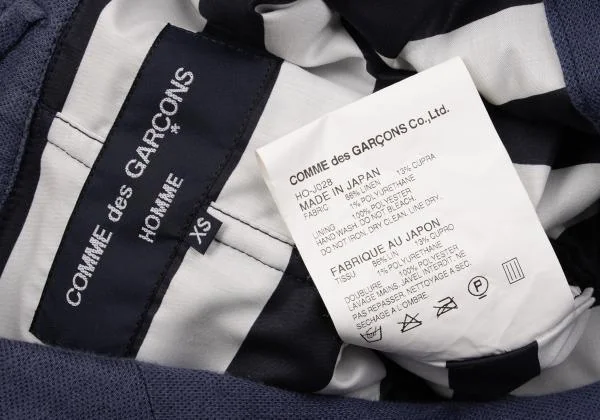 COMME des GARÇONS
*
HOMME
XS
COMME des GARÇONS Co.,Ltd.
HO-J028
MADE IN JAPAN
FABRIC 86% LINEN 13% CUPRA
1% POLYURETHANE
LINING 100% POLYESTER
HAND WASH. DO NOT BLEACH.
DO NOT IRON. DRY CLEAN. LINE DRY.
FABRIQUE AU JAPON
TISSU 86% LIN 13% CUPRO
1% POLYURETHANE
DOUBLURE 100% POLYESTER
LAVAGE MAINS, JAVEL INTERDIT. NE
PAS REPASSER, NETTOYAGE A SEC.
SECHAGE A L'OMBRE.
P